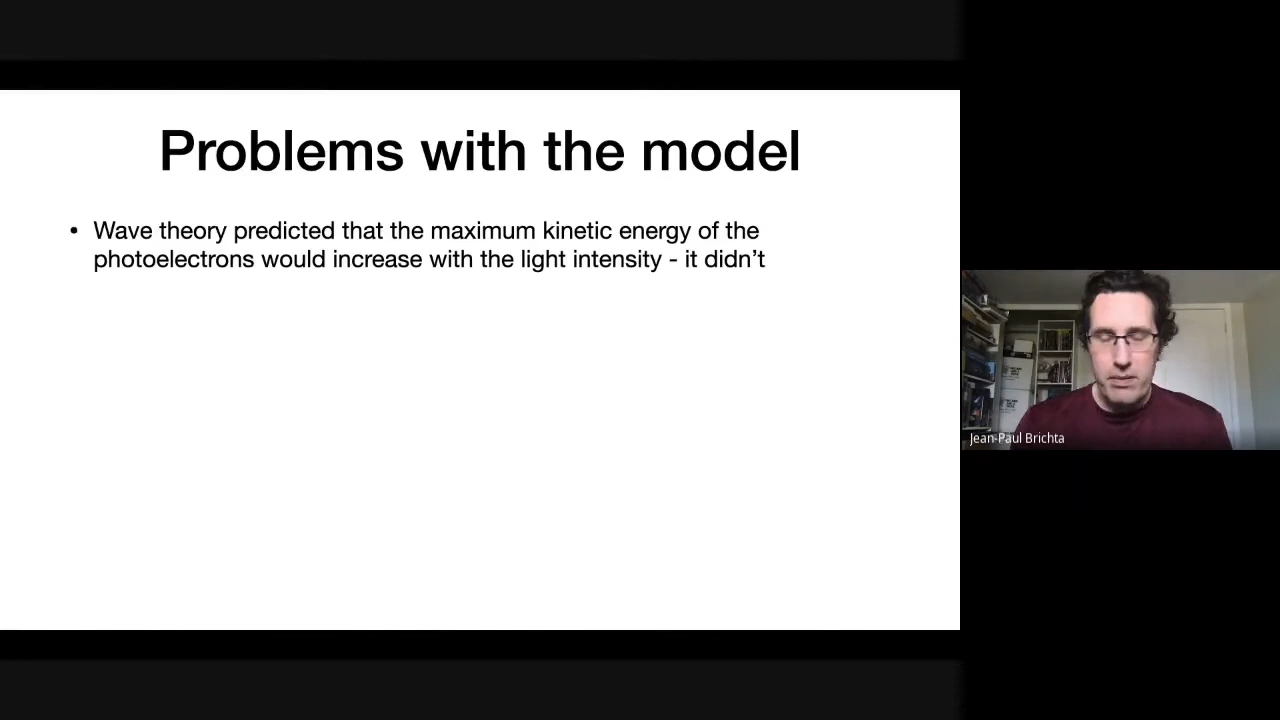 Problems with the model
• Wave theory predicted that the maximum kinetic energy of the
photoelectrons would increase with the light intensity - it didn’t
Jean-Paul Brichta